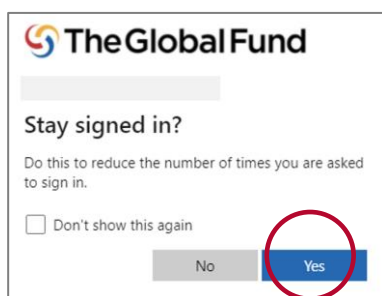 The Global Fund
Stay signed in?
Do this to reduce the number of times you are asked
to sign in.
Don't show this again
No
Yes